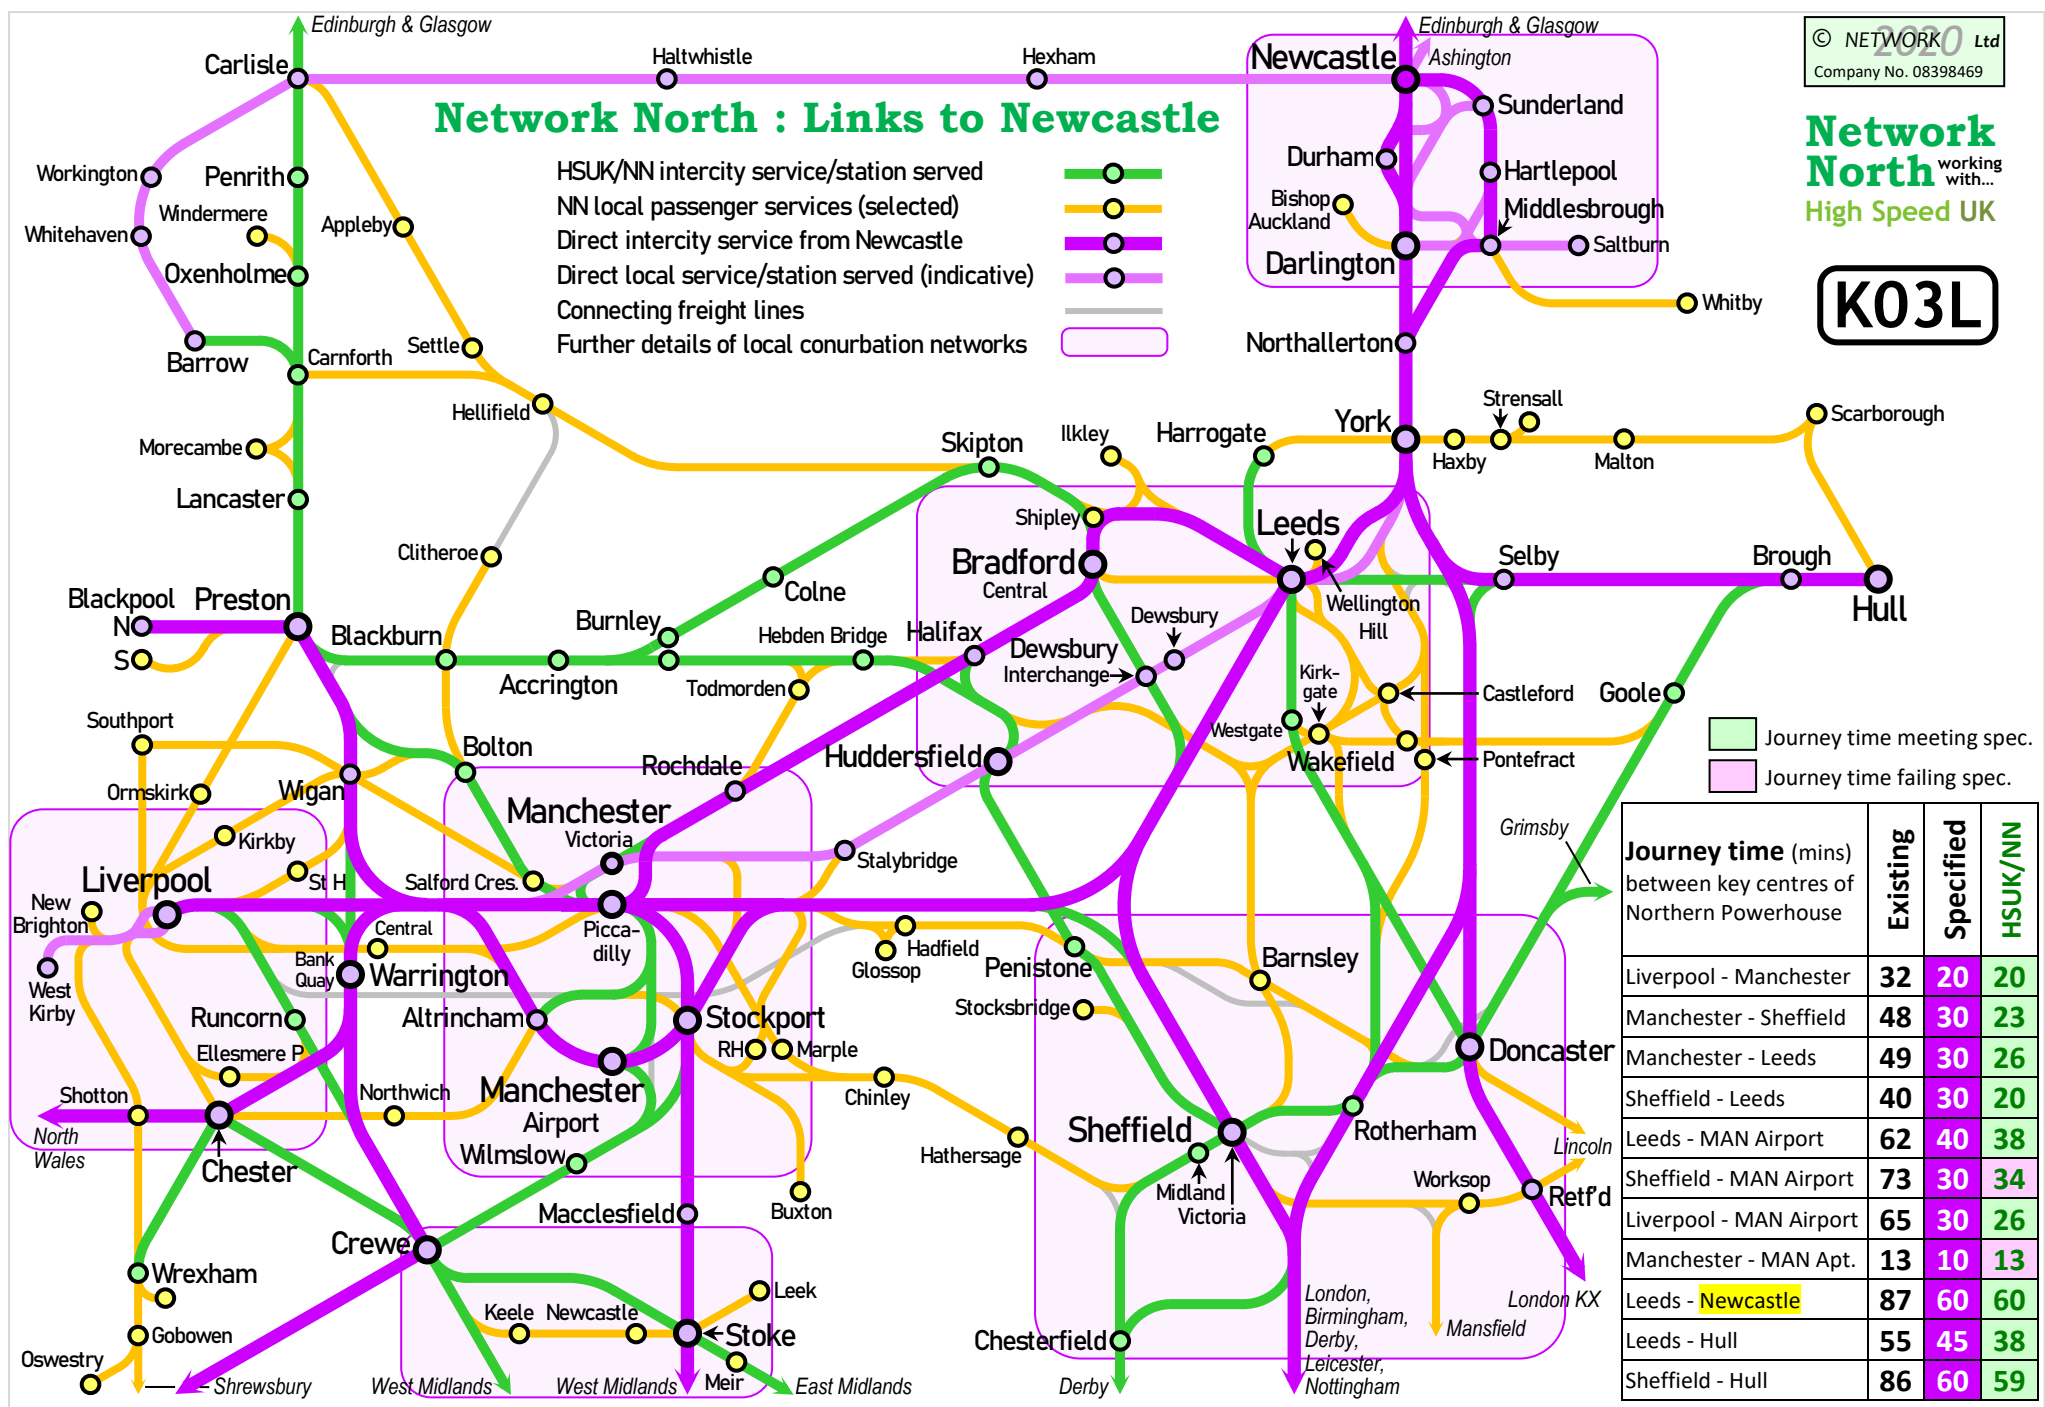 Edinburgh & Glasgow
Edinburgh & Glasgow
© NETWORK 2020 Ltd
Company No. 08398469
Carlisle
Haltwhistle
Hexham
Newcastle
Ashington
Network North : Links to Newcastle
Sunderland
Network
North working
with...
High Speed UK
Durham
Hartlepool
Workington
Penrith
HSUK/NN intercity service/station served
NN local passenger services (selected)
Direct intercity service from Newcastle
Direct local service/station served (indicative)
Connecting freight lines
Further details of local conurbation networks
Bishop
Auckland
Middlesbrough
Windermere
Appleby
Whitehaven
Saltburn
Darlington
Oxenholme
K03L
Whitby
Northallerton
Barrow
Carnforth
Settle
Hellifield
Strensall
Scarborough
York
Haxby
Malton
Morecambe
Skipton
Ilkley
Harrogate
Lancaster
Shipley
Leeds
Clitheroe
Bradford
Central
Selby
Brough
Hull
Colne
Wellington
Hill
Blackpool
N
S
Preston
Blackburn
Burnley
Hebden Bridge
Halifax
Dewsbury
Dewsbury
Interchange
Accrington
Todmorden
Kirk-
gate
Castleford
Goole
Southport
Bolton
Westgate
Wakefield
Pontefract
Huddersfield
Rochdale
Journey time meeting spec.
Journey time failing spec.
Ormskirk
Wigan
Manchester
Victoria
Kirkby
Stalybridge
Grimsby
Liverpool
St H
Salford Cres.
New
Brighton
Central
Picca-
dilly
Hadfield
Glossop
Penistone
Barnsley
West
Kirby
Bank
Quay
Warrington
Stocksbridge
Runcorn
Altrincham
Stockport
RH
Marple
Doncaster
Ellesmere P
Chinley
Shotton
Northwich
Manchester
Airport
North
Wales
Chester
Wilmslow
Hathersage
Sheffield
Rotherham
Lincoln
Midland
Victoria
Worksop
Retf'd
Buxton
Macclesfield
Crewe
Wrexham
Leek
Keele
Newcastle
Stoke
Gobowen
Meir
Oswestry
Shrewsbury
West Midlands
West Midlands
East Midlands
Chesterfield
Derby
London,
Birmingham,
Derby,
Leicester,
Nottingham
Mansfield
London KX
Journey time (mins)
between key centres of
Northern Powerhouse
Existing
Specified
HSUK/NN
Liverpool - Manchester 32 20 20
Manchester - Sheffield 48 30 23
Manchester - Leeds 49 30 26
Sheffield - Leeds 40 30 20
Leeds - MAN Airport 62 40 38
Sheffield - MAN Airport 73 30 34
Liverpool - MAN Airport 65 30 26
Manchester - MAN Apt. 13 10 13
Leeds - Newcastle 87 60 60
Leeds - Hull 55 45 38
Sheffield - Hull 86 60 59